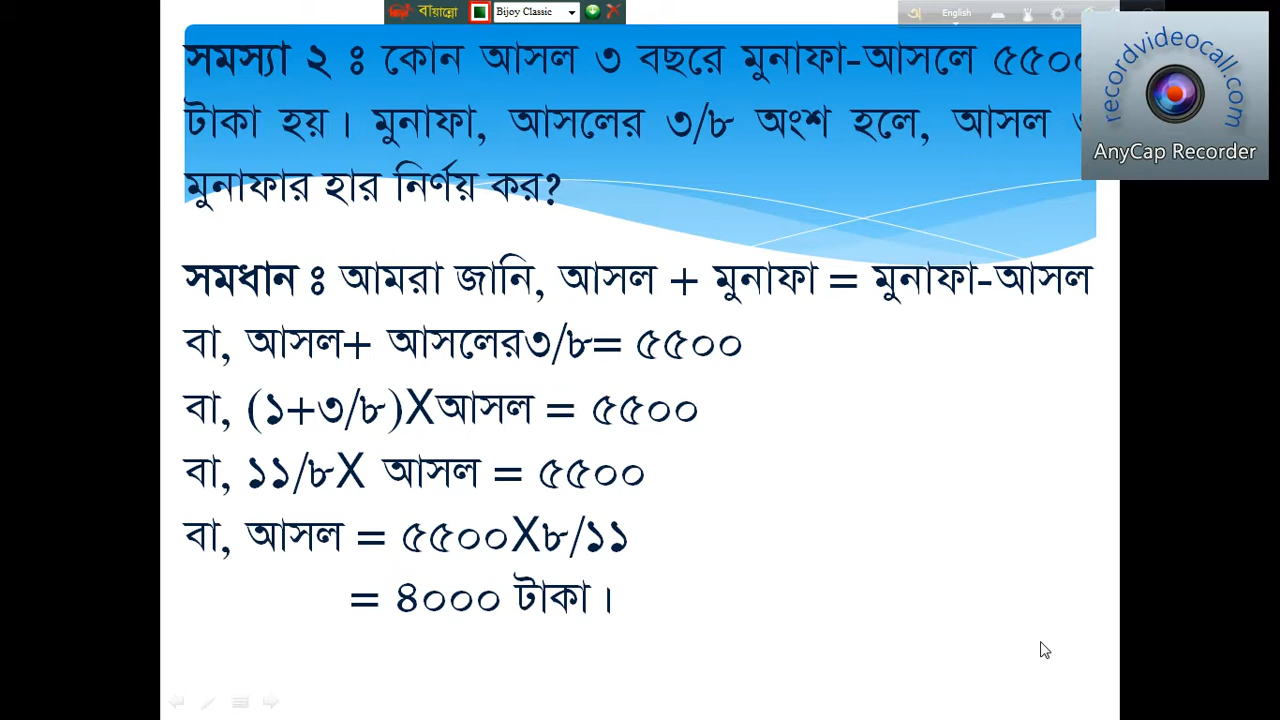 বায়ান্নো Bijoy Classic English
recordvideocall.com
AnyCap Recorder
সমস্যা ২ ঃ কোন আসল ৩ বছরে মুনাফা-আসলে ৫৫০০
টাকা হয়। মুনাফা, আসলের ৩/৮ অংশ হলে, আসল
মুনাফার হার নির্ণয় কর?
সমধান ঃ আমরা জানি, আসল + মুনাফা = মুনাফা-আসল
বা, আসল+ আসলের৩/৮= ৫৫০০
বা, (১+৩/৮)Xআসল = ৫৫০০
বা, ১১/৮X আসল = ৫৫০০
বা, আসল = ৫৫০০X৮/১১
= ৪০০০ টাকা।